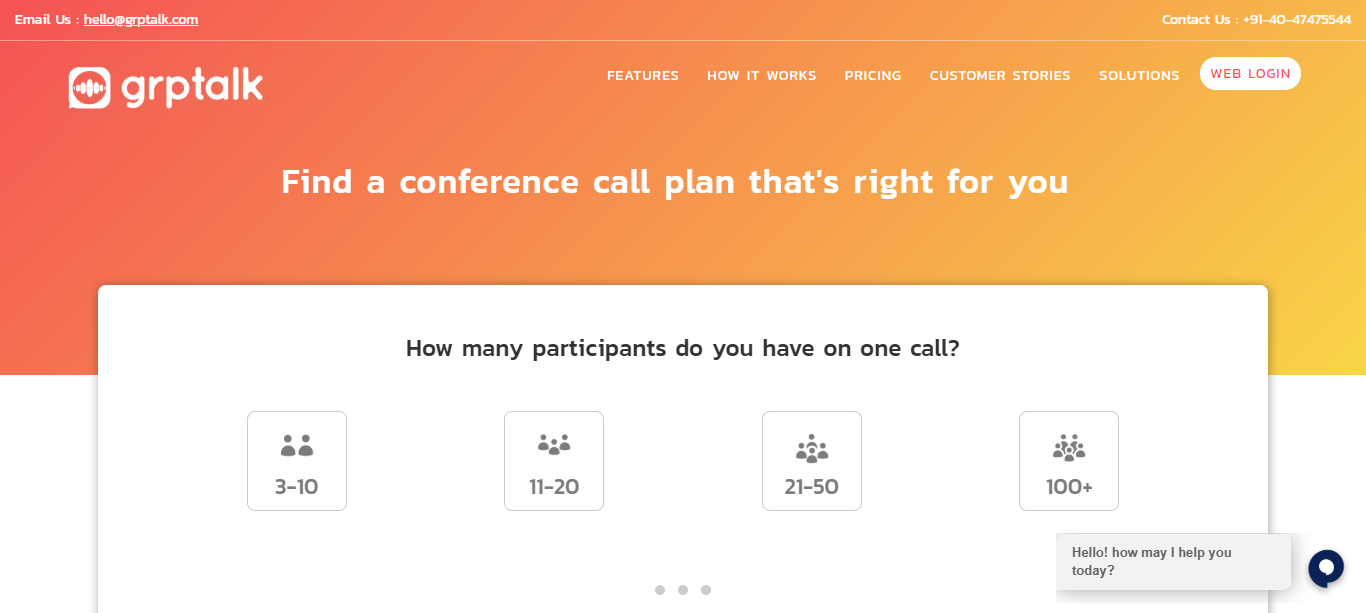 Email Us : hello@grptalk.com
Contact Us : +91-40-47475544
grptalk
FEATURES
HOW IT WORKS
PRICING
CUSTOMER STORIES
SOLUTIONS
WEB LOGIN
Find a conference call plan that's right for you
How many participants do you have on one call?
3-10
11-20
21-50
100+
Hello! how may I help you
today?